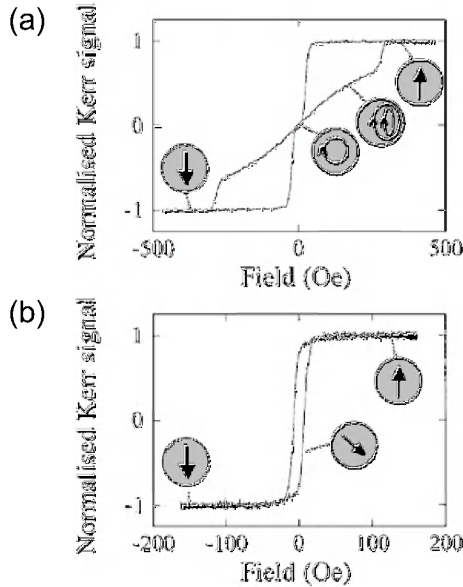 (a)
Normalised Kerr signal
1
0
-1
-500
0
500
Field (Oe)
(b)
Normalised Kerr signal
1
0
-1
-200
-100
0
100
200
Field (Oe)